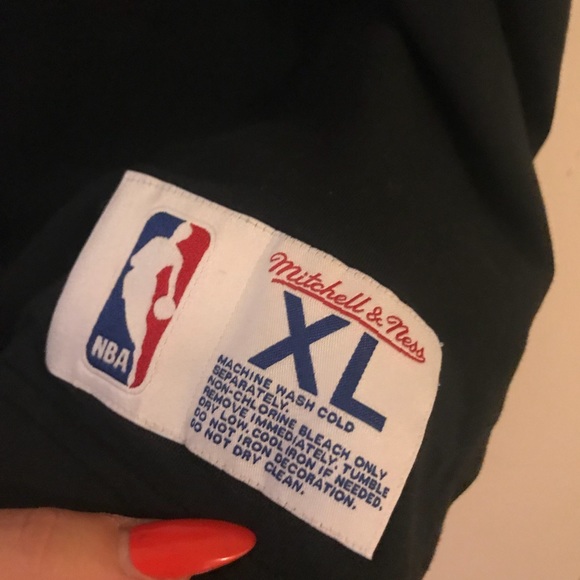 NBA
Mitchell & Ness
XL
MACHINE WASH COLD
SEPARATELY.
NON-CHLORINE BLEACH ONLY
REMOVE IMMEDIATELY, TUMBLE
DRY LOW, COOL IRON IF NEEDED,
DO NOT IRON DECORATION.
DO NOT DRY CLEAN.